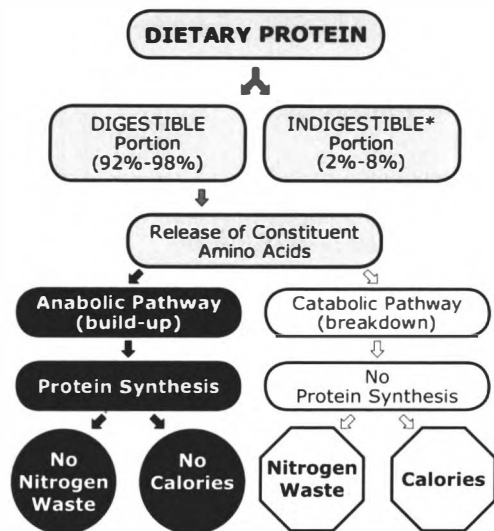 DIETARY PROTEIN
DIGESTIBLE
Portion
(92%-98%)
INDIGESTIBLE*
Portion
(2%-8%)
Release of Constituent
Amino Acids
Anabolic Pathway
(build-up)
Catabolic Pathway
(breakdown)
Protein Synthesis
No
Protein Synthesis
No
Nitrogen
Waste
No
Calories
Nitrogen
Waste
Calories